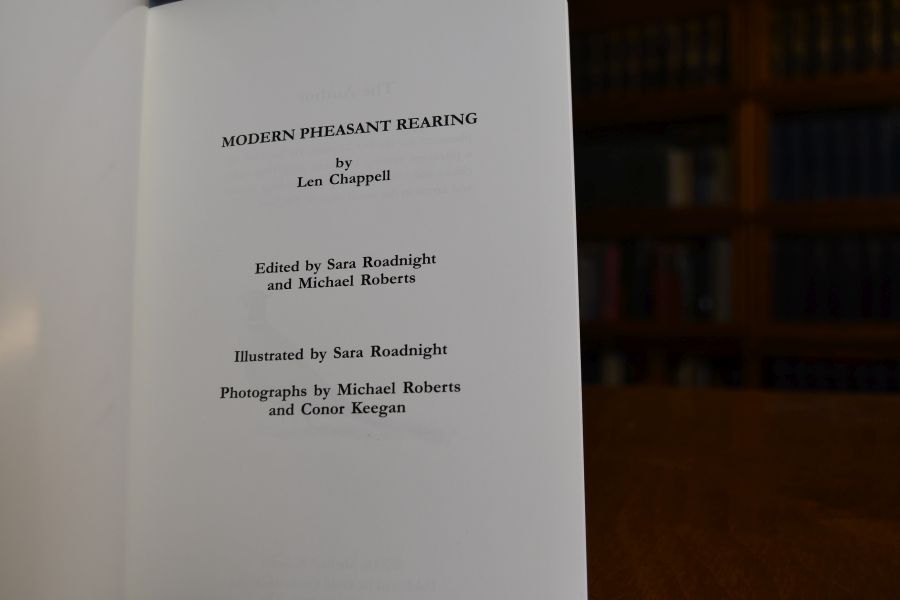 MODERN PHEASANT REARING
by
Len Chappell
Edited by Sara Roadnight
and Michael Roberts
Illustrated by Sara Roadnight
Photographs by Michael Roberts
and Conor Keegan